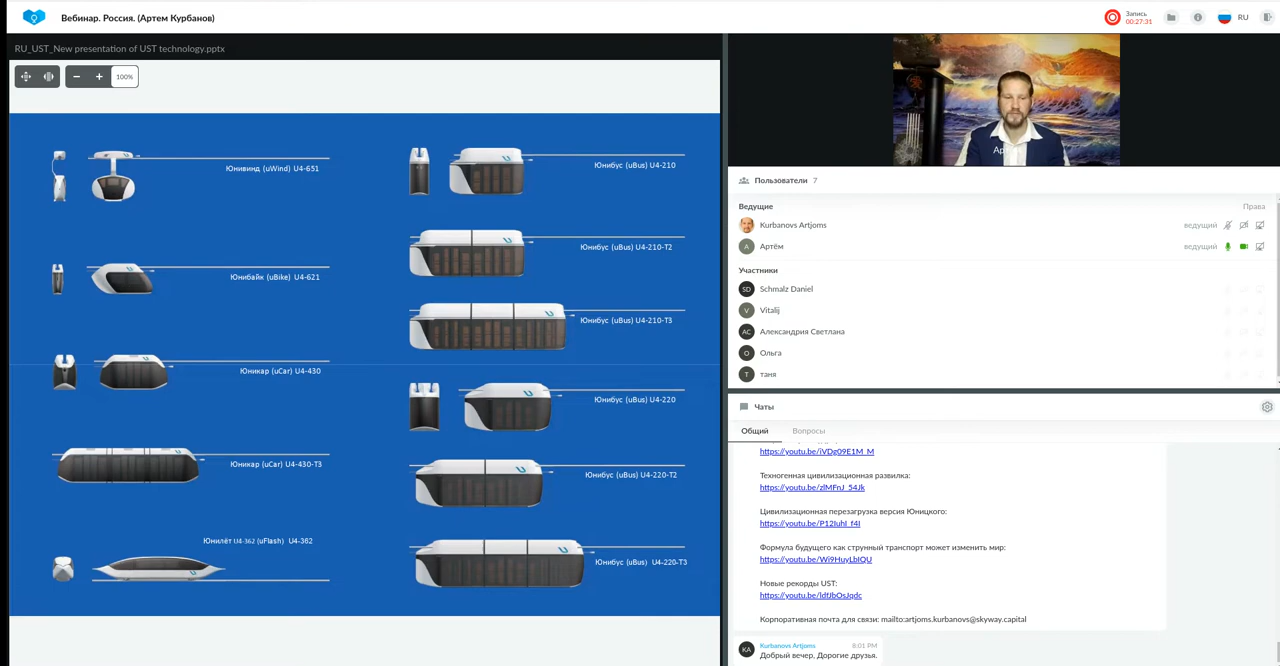 Вебинар. Россия. (Артем Курбанов)
Запись
00:27:31
RU
RU_UST_New presentation of UST technology.pptx
100%
Юнивинд (uWind) U4-651
Юнибайк (uBike) U4-621
Юникар (uCar) U4-430
Юникар (uCar) U4-430-T3
Юнилёт U4-362 (uFlash) U4-362
Юнибус (uBus) U4-210
Юнибус (uBus) U4-210-T2
Юнибус (uBus) U4-210-T3
Юнибус (uBus) U4-220
Юнибус (uBus) U4-220-T2
Юнибус (uBus) U4-220-T3
Пользователи 7
Ведущие
Права
Kurbanovs Artjoms
ведущий
А
Артём
ведущий
Участники
SD
Schmalz Daniel
V
Vitalij
АС
Александрия Светлана
О
Ольга
Т
таня
Чаты
Общий
Вопросы
https://youtu.be/iVDg09E1M_M
Техногенная цивилизационная развилка:
https://youtu.be/zlMFnJ_54Jk
Цивилизационная перезагрузка версия Юницкого:
https://youtu.be/P12Iuhl_f4I
Формула будущего как струнный транспорт может изменить мир:
https://youtu.be/Wi9HuyLbIQU
Новые рекорды UST:
https://youtu.be/ldfJbOsJqdc
Корпоративная почта для связи: mailto:artjoms.kurbanovs@skyway.capital
KA
Kurbanovs Artjoms
8:01 PM
Добрый вечер. Дорогие друзья.